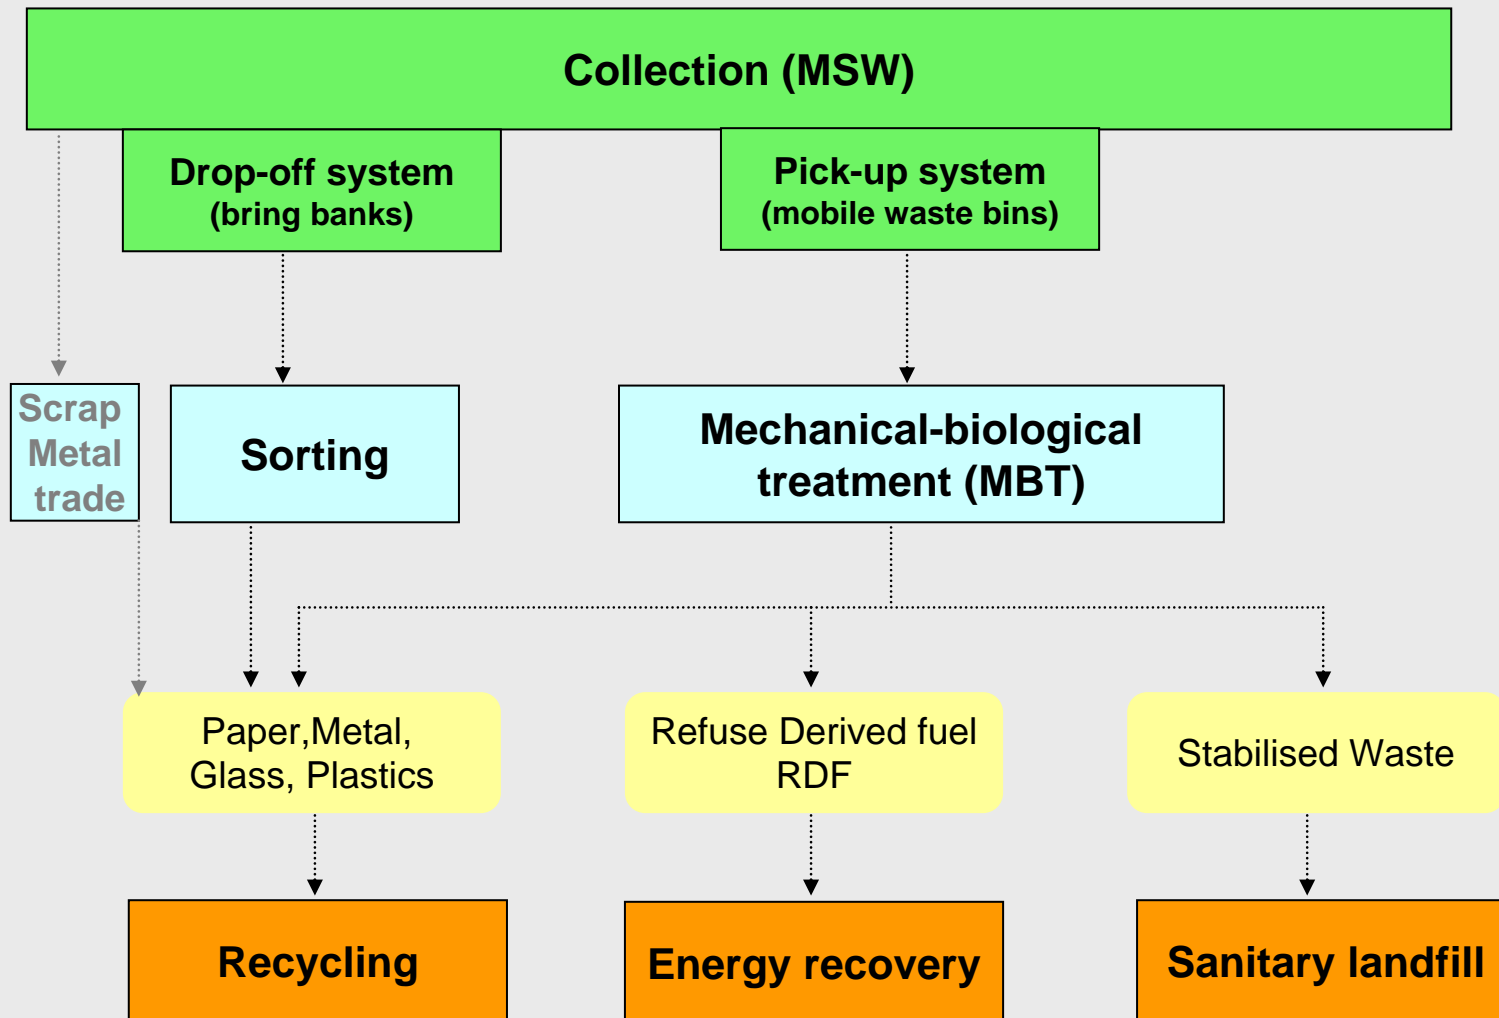 Collection (MSW)
Drop-off system
(bring banks)
Pick-up system
(mobile waste bins)
Scrap
Metal
trade
Sorting
Mechanical-biological
treatment (MBT)
Paper,Metal,
Glass, Plastics
Refuse Derived fuel
RDF
Stabilised Waste
Recycling
Energy recovery
Sanitary landfill